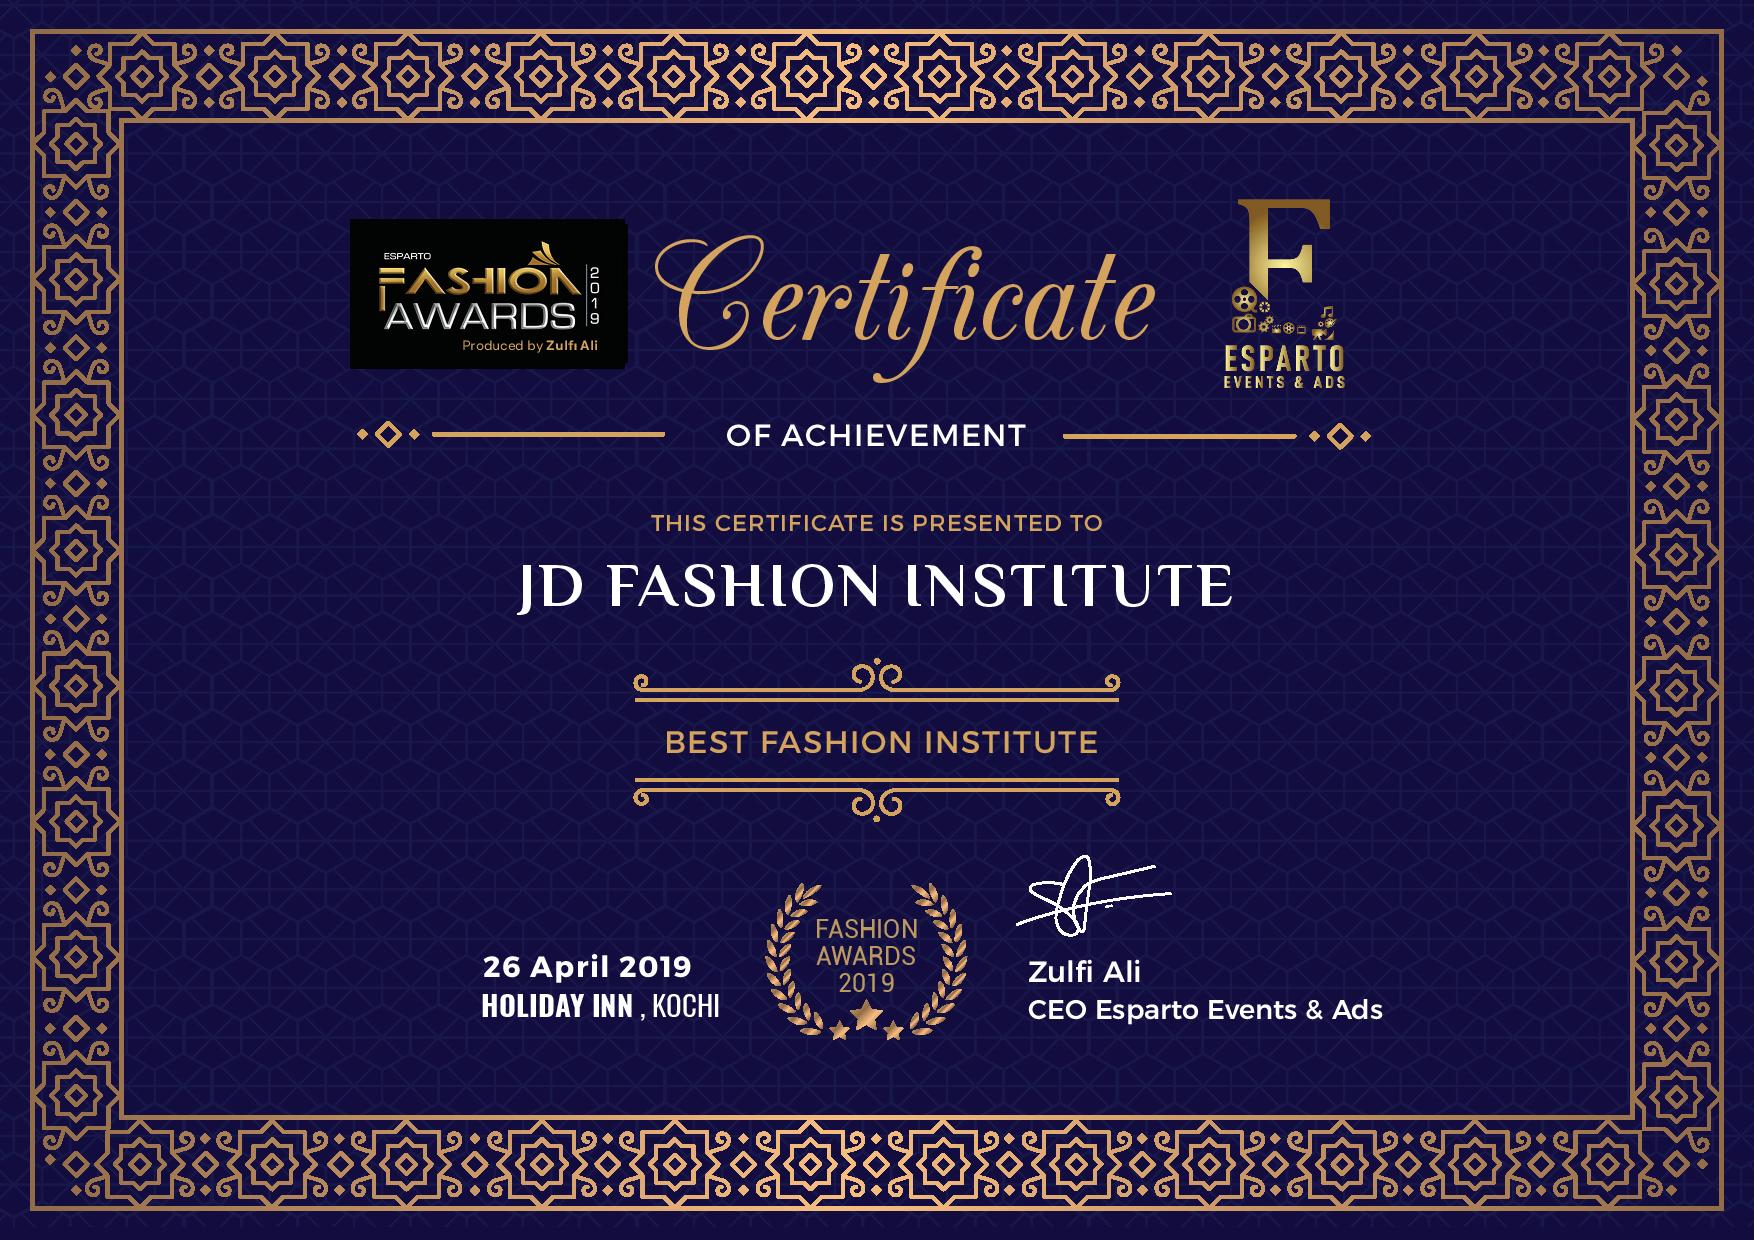 ESPARTO
FASHION
AWARDS
2019
Produced by Zulfi Ali
Certificate
ESPARTO
EVENTS & ADS
OF ACHIEVEMENT
THIS CERTIFICATE IS PRESENTED TO
JD FASHION INSTITUTE
BEST FASHION INSTITUTE
26 April 2019
HOLIDAY INN , KOCHI
FASHION
AWARDS
2019
Zulfi Ali
CEO Esparto Events & Ads